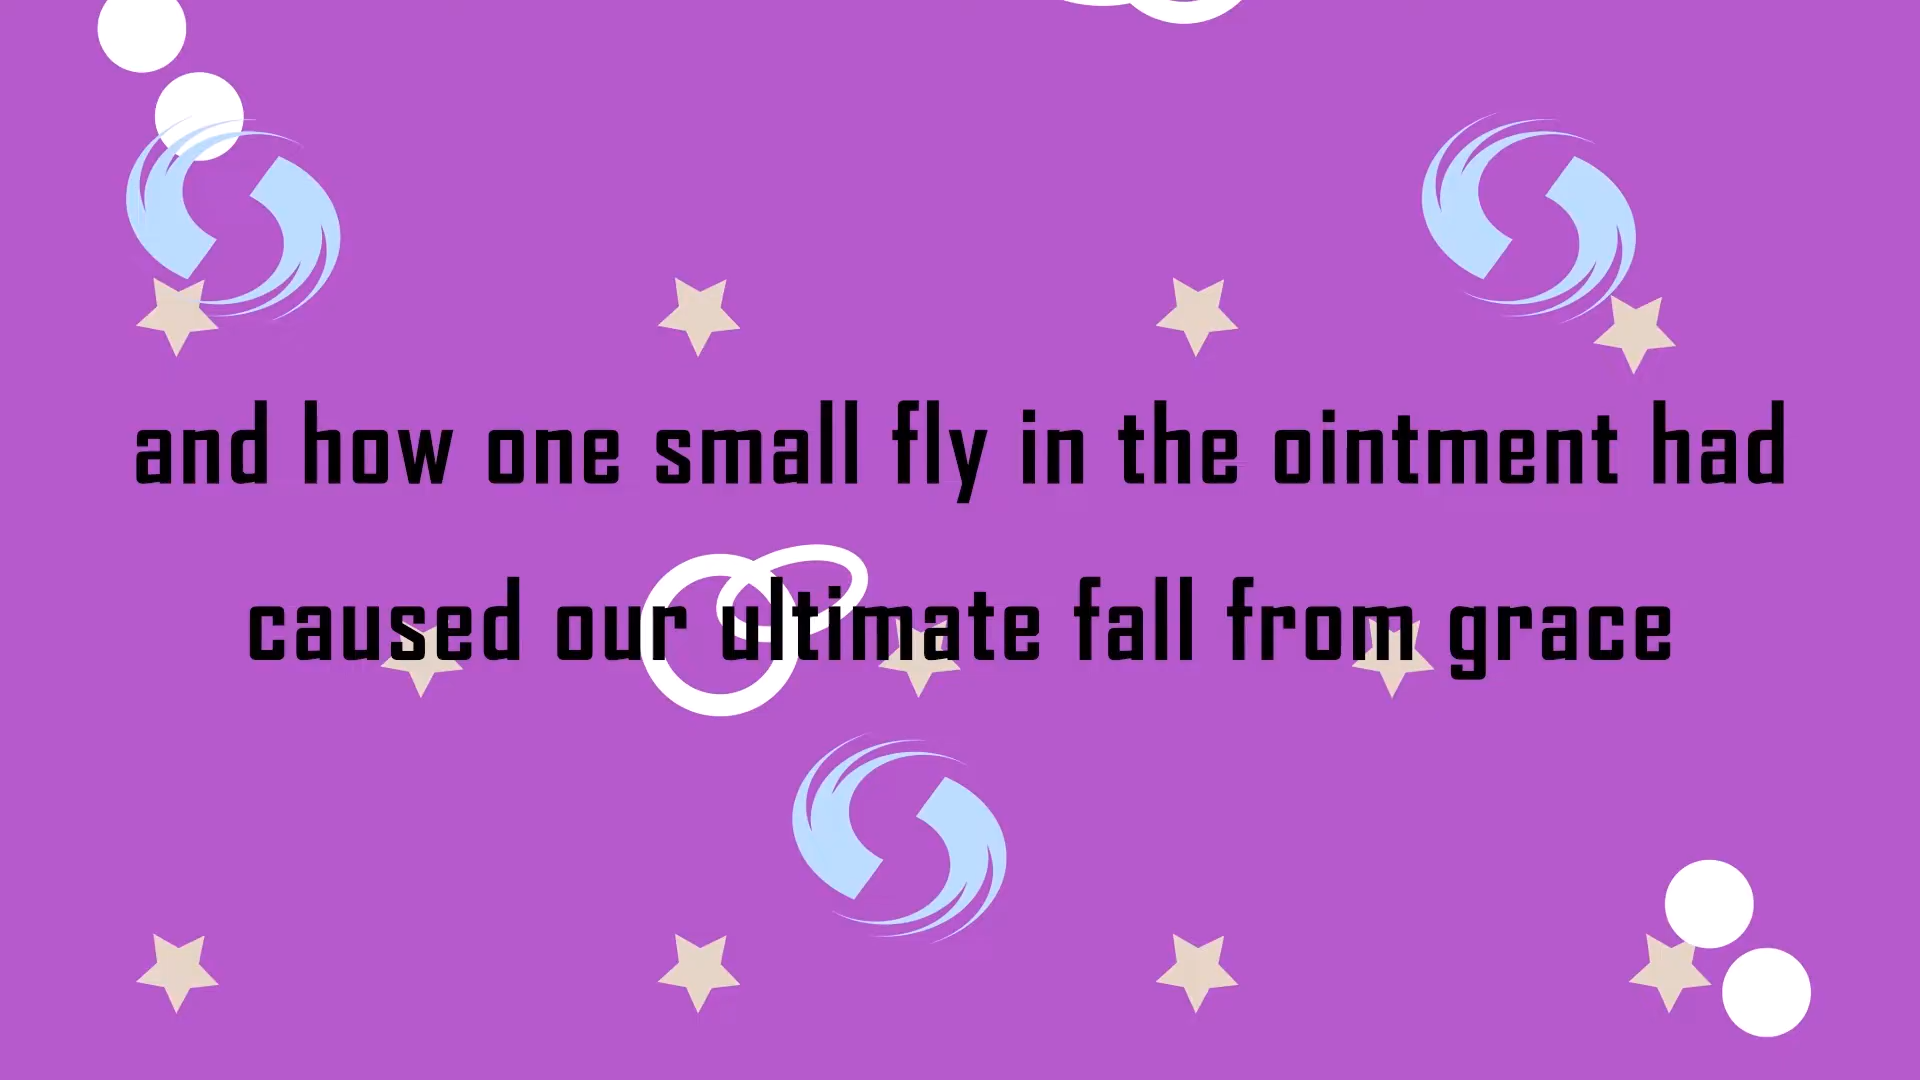 and how one small fly in the ointment had
caused our ultimate fall from grace